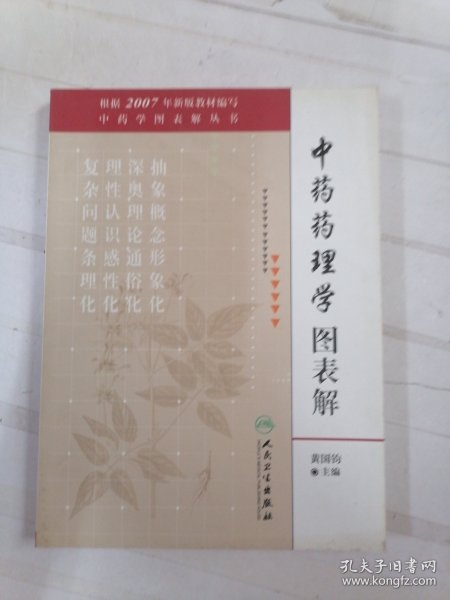 根据2007年新版教材编写
中药学图表解丛书
抽象概念形象化
深奥理论通俗化
理性认识感性化
复杂问题条理化
中药药理学图表解
黄国钧
主编
人民卫生出版社
孔夫子旧书网
www.kongfz.com